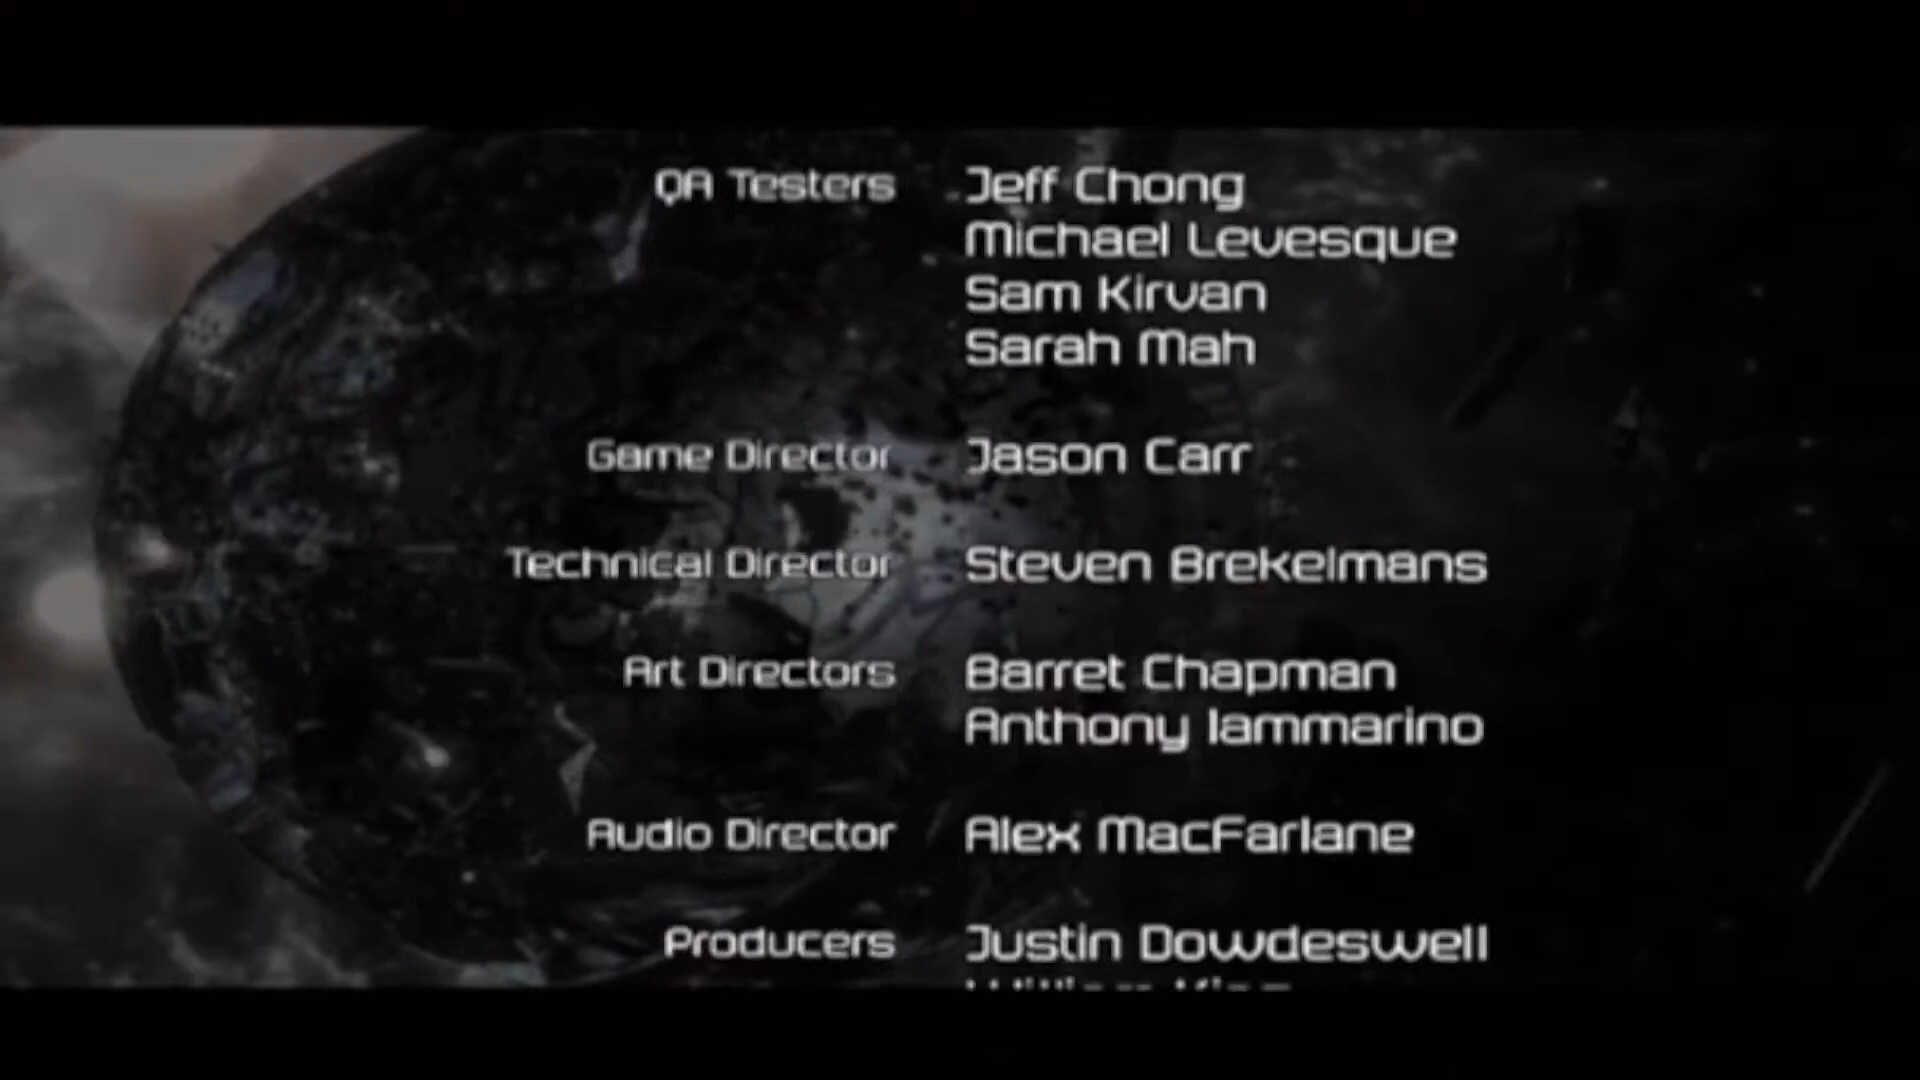 QA Testers Jeff Chong
Michael Levesque
Sam Kirvan
Sarah Mah
Game Director Jason Carr
Technical Director Steven Brekelmans
Art Directors Barret Chapman
Anthony Iammarino
Audio Director Alex MacFarlane
Producers Justin Dowdeswell